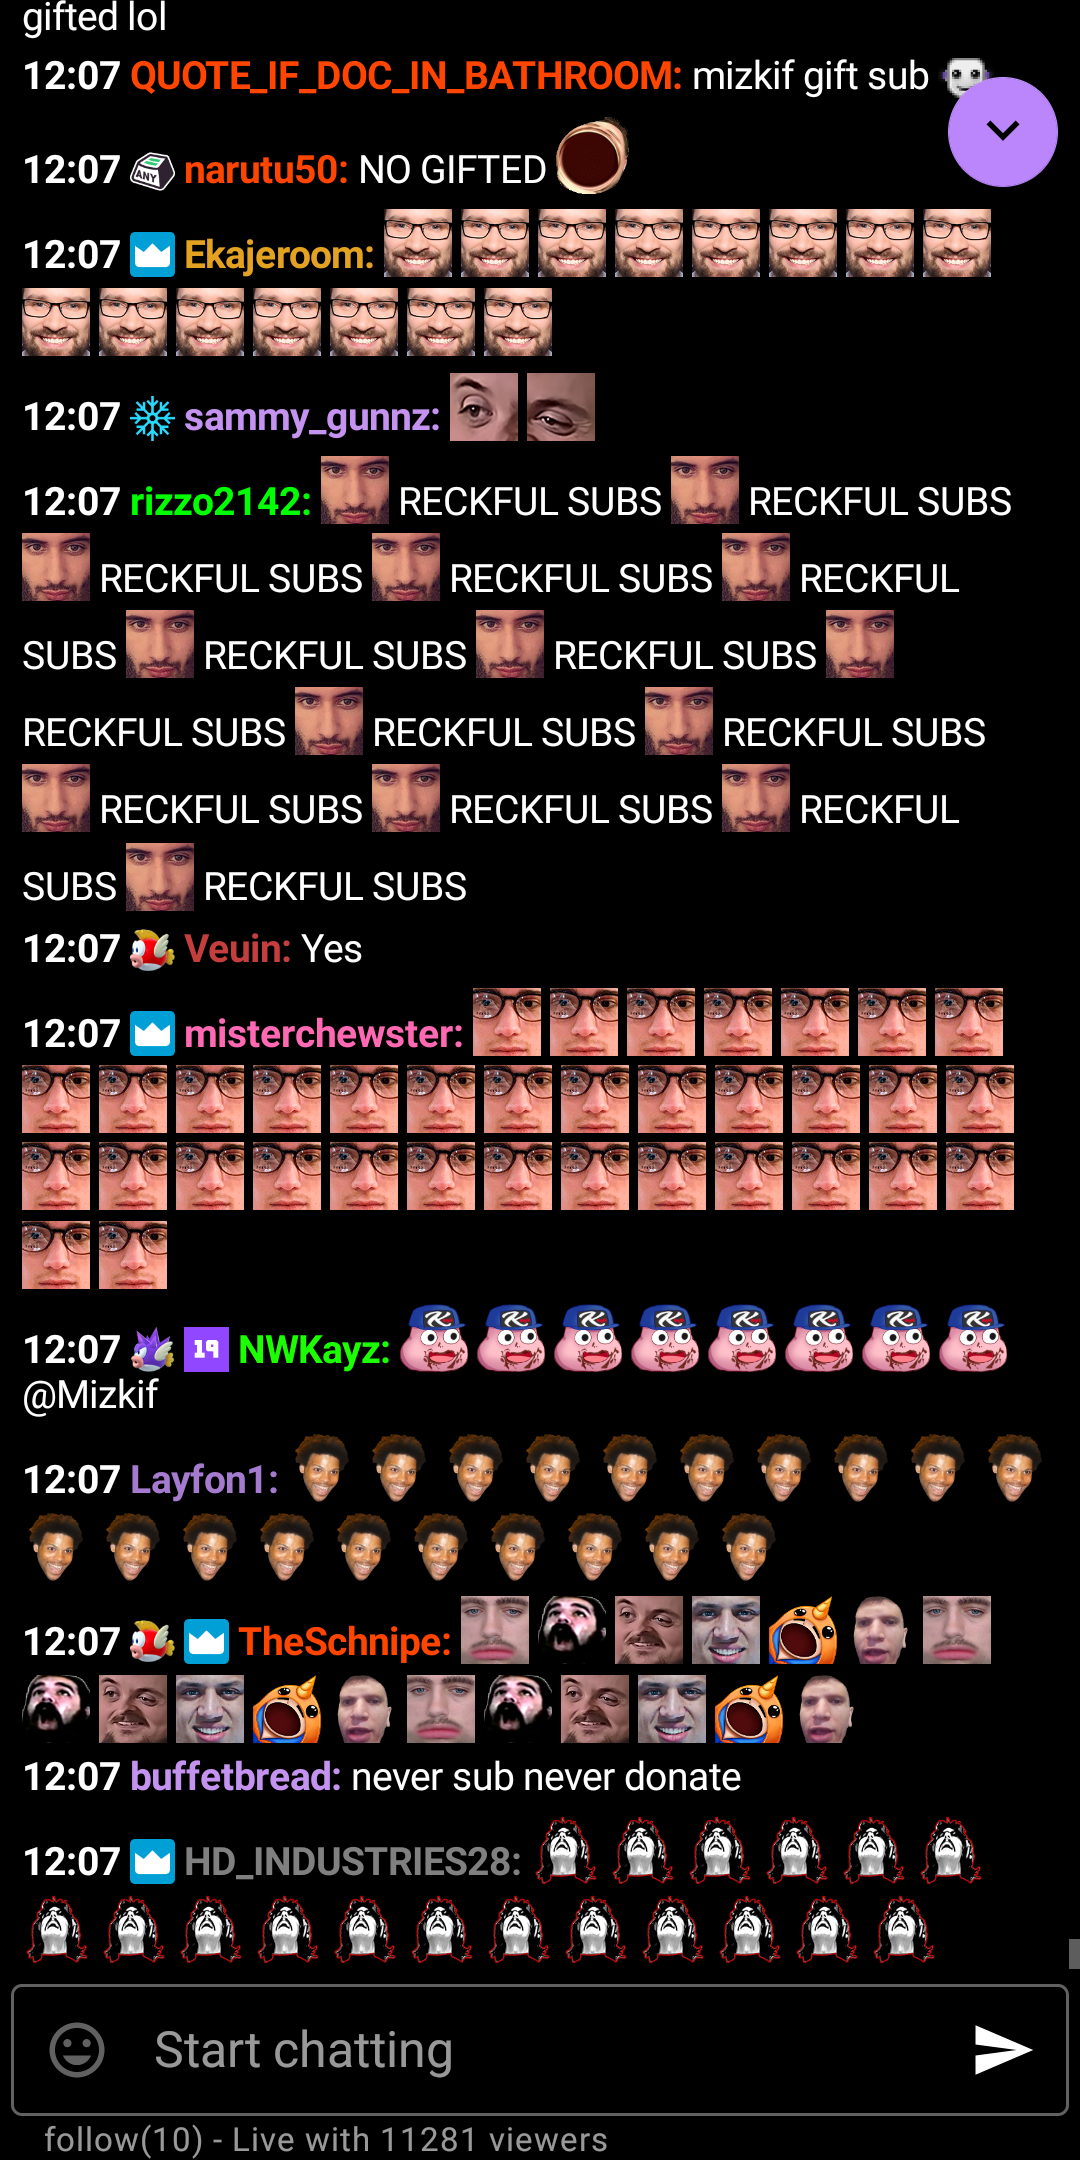 gifted lol
12:07 QUOTE_IF_DOC_IN_BATHROOM: mizkif gift sub
12:07 ANY narutu50: NO GIFTED
12:07 Ekajeroom:
12:07 sammy_gunnz:
12:07 rizzo2142: RECKFUL SUBS RECKFUL SUBS
RECKFUL SUBS RECKFUL SUBS RECKFUL
SUBS RECKFUL SUBS RECKFUL SUBS
RECKFUL SUBS RECKFUL SUBS RECKFUL SUBS
RECKFUL SUBS RECKFUL SUBS RECKFUL
SUBS RECKFUL SUBS
12:07 Veuin: Yes
12:07 misterchewster:
12:07 19 NWKayz:
@Mizkif
12:07 Layfon1:
12:07 TheSchnipe:
12:07 buffetbread: never sub never donate
12:07 HD_INDUSTRIES28:
Start chatting
follow(10) - Live with 11281 viewers